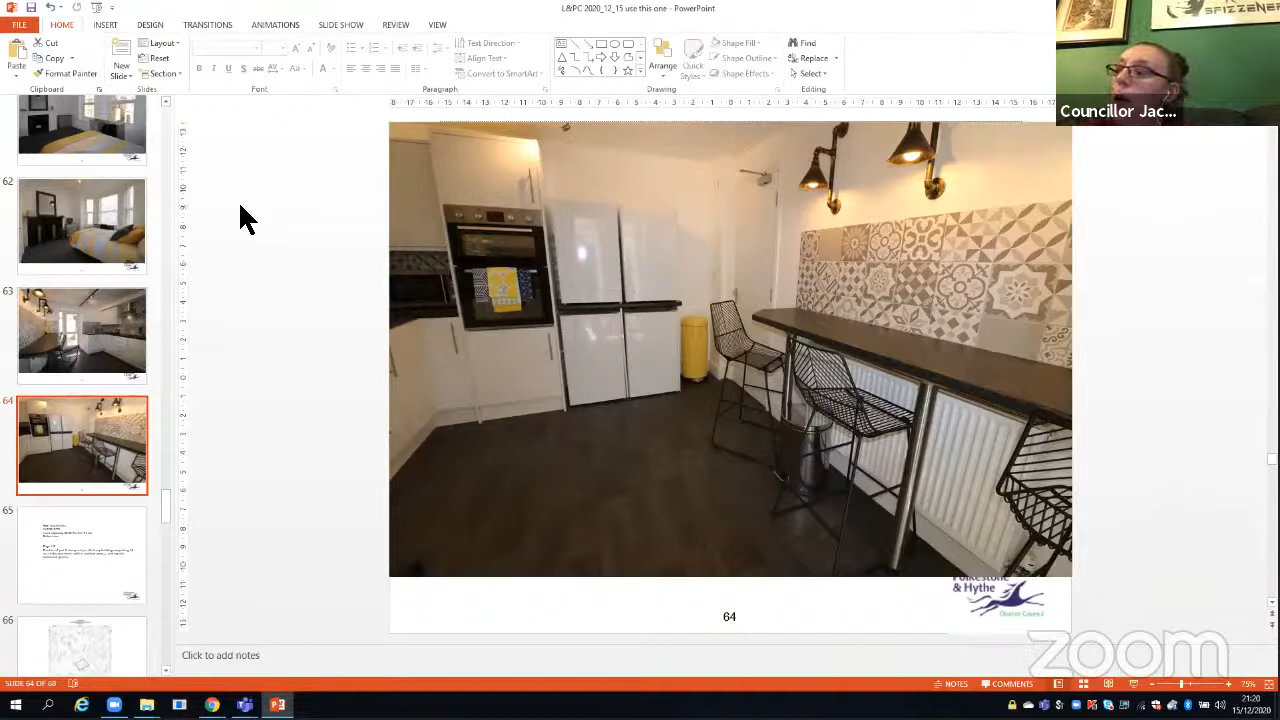 L&PC 2020_12_15 use this one - PowerPoint
SFIZZENER
FILE HOME INSERT DESIGN TRANSITIONS ANIMATIONS SLIDE SHOW REVIEW VIEW
Cut
Copy
Format Painter
Paste
Clipboard
New Slide
Layout
Reset
Section
Slides
Font
Text Direction
Align Text
Convert to SmartArt
Paragraph
Arrange
Quick Styles
Shape Fill
Shape Outline
Shape Effects
Drawing
Find
Replace
Select
Editing
Councillor Jac...
62
63
64
65
66
Folkestone
& Hythe
District Council
64
zoom
Click to add notes
SLIDE 64 OF 88
NOTES COMMENTS 75%
21:20
15/12/2020